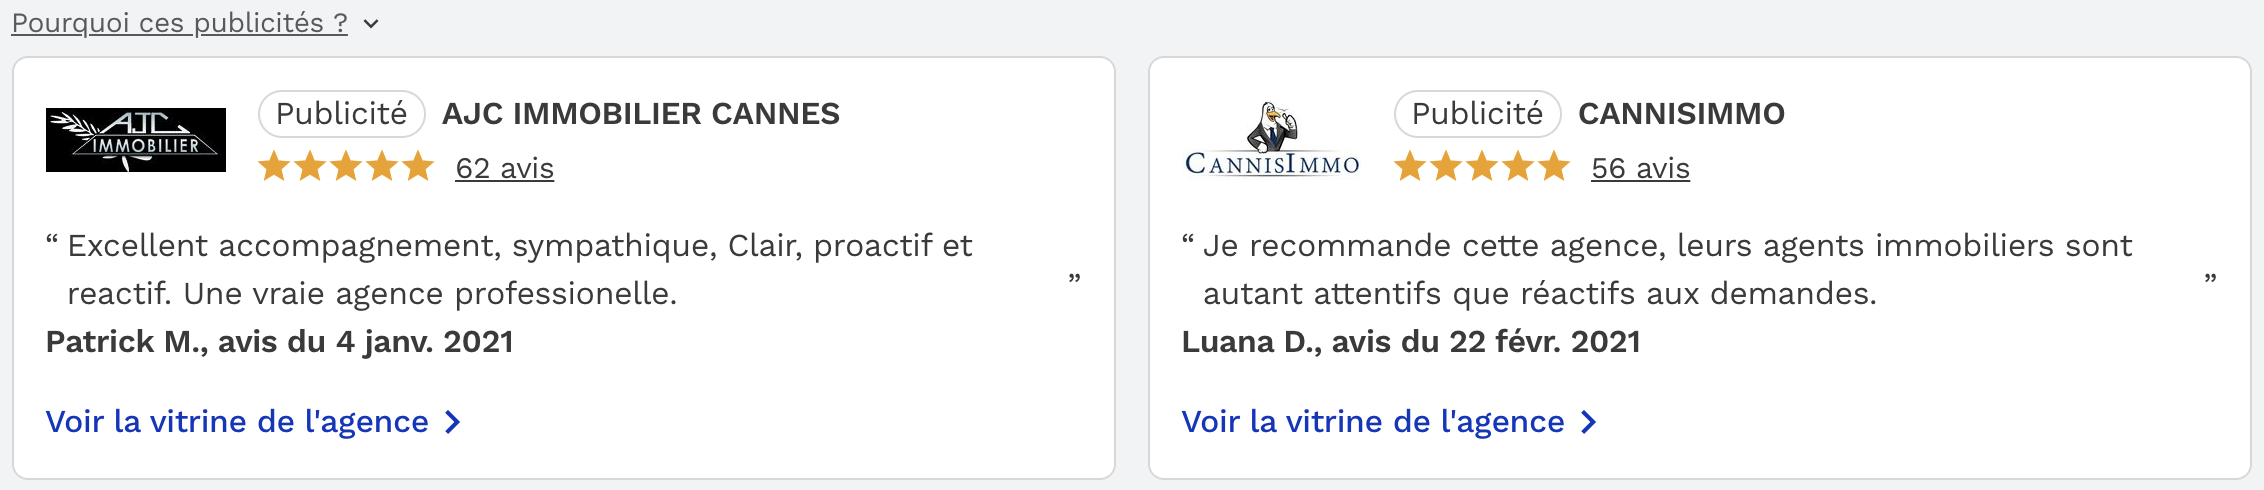 Pourquoi ces publicités ?
AJC
IMMOBILIER
Publicité AJC IMMOBILIER CANNES
62 avis
“ Excellent accompagnement, sympathique, Clair, proactif et
reactif. Une vraie agence professionelle. ”
Patrick M., avis du 4 janv. 2021
Voir la vitrine de l'agence
CANNISIMMO
Publicité CANNISIMMO
56 avis
“ Je recommande cette agence, leurs agents immobiliers sont
autant attentifs que réactifs aux demandes. ”
Luana D., avis du 22 févr. 2021
Voir la vitrine de l'agence